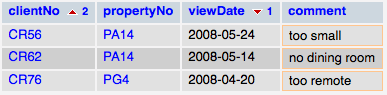 clientNo 2 propertyNo viewDate 1 comment
CR56 PA14 2008-05-24 too small
CR62 PA14 2008-05-14 no dining room
CR76 PG4 2008-04-20 too remote